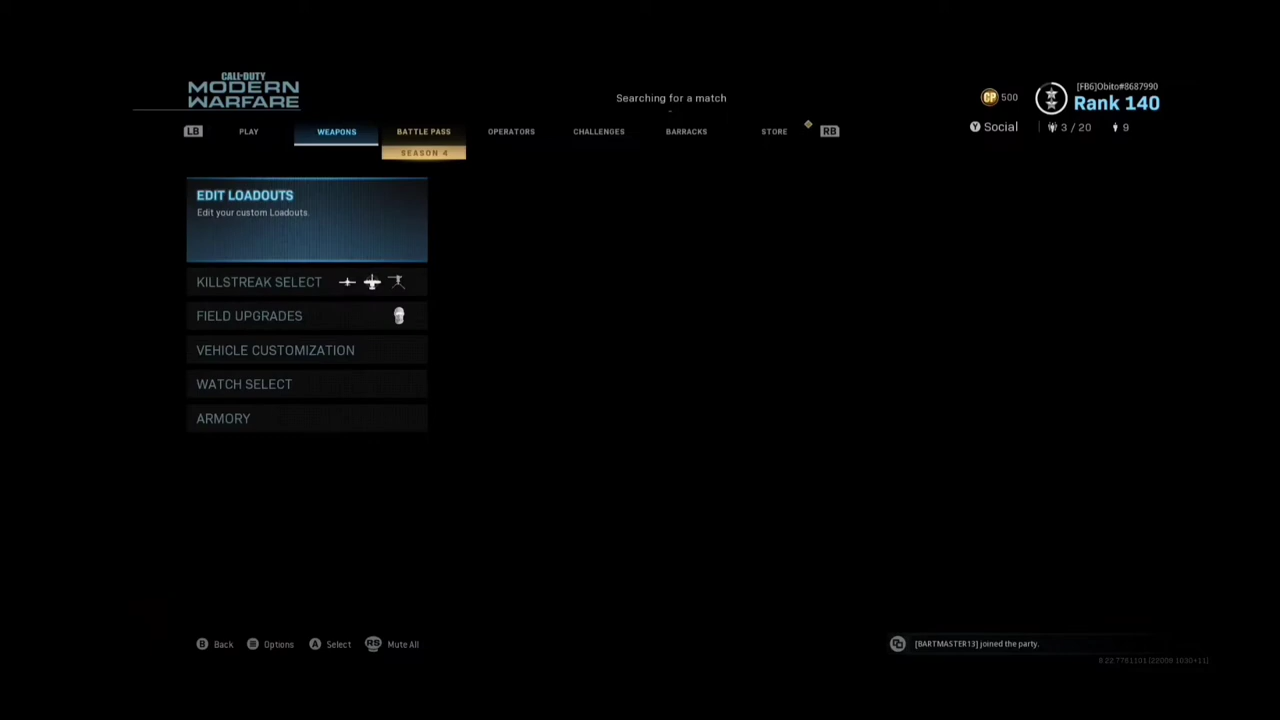 CALL·DUTY
MODERN
WARFARE
Searching for a match
CP 500
[FB6]Obito#8687990
Rank 140
LB PLAY WEAPONS BATTLE PASS OPERATORS CHALLENGES BARRACKS STORE RB
Y Social 3 / 20 9
SEASON 4
EDIT LOADOUTS
Edit your custom Loadouts.
KILLSTREAK SELECT
FIELD UPGRADES
VEHICLE CUSTOMIZATION
WATCH SELECT
ARMORY
B Back Options A Select RS Mute All
[BARTMASTER13] joined the party.